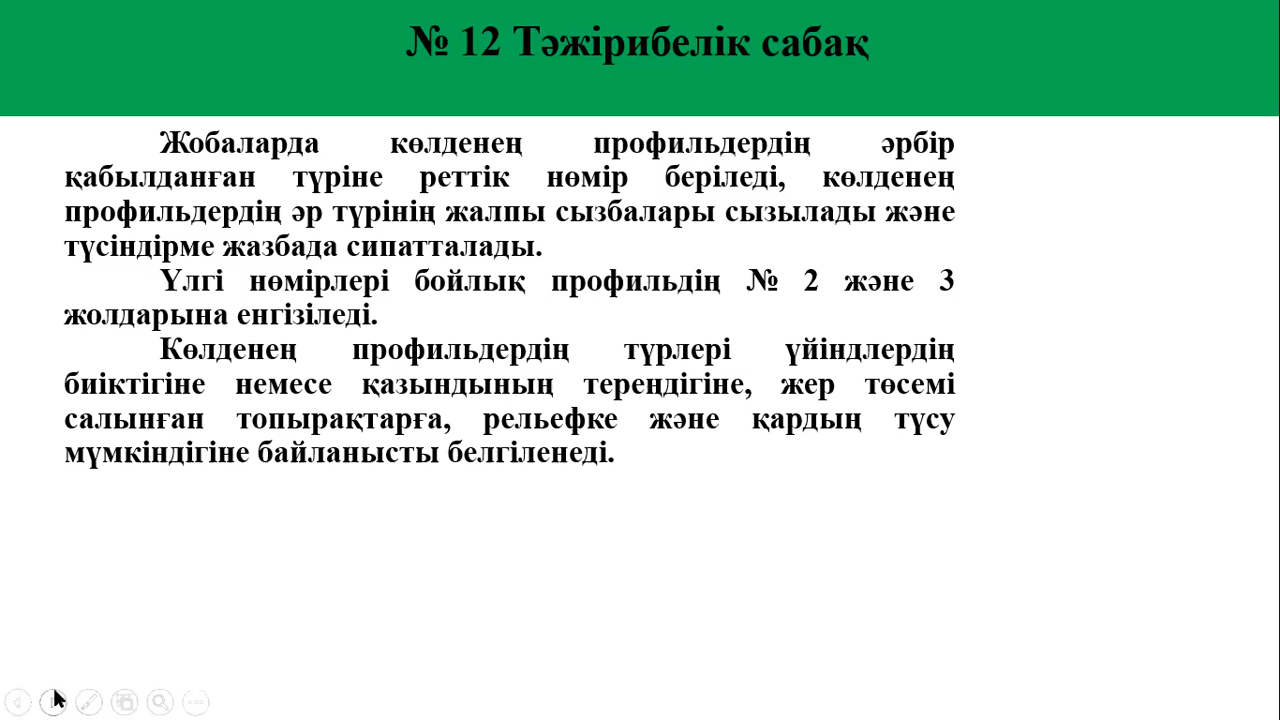 № 12 Тәжірибелік сабақ
Жобаларда көлденең профильдердің әрбір
қабылданған түріне реттік нөмір беріледі, көлденең
профильдердің әр түрінің жалпы сызбалары сызылады және
түсіндірме жазбада сипатталады.
Үлгі нөмірлері бойлық профильдің № 2 және 3
жолдарына енгізіледі.
Көлденең профильдердің түрлері үйіндлердің
биіктігіне немесе қазындының тереңдігіне, жер төсемі
салынған топырақтарға, рельефке және қардың түсу
мүмкіндігіне байланысты белгіленеді.